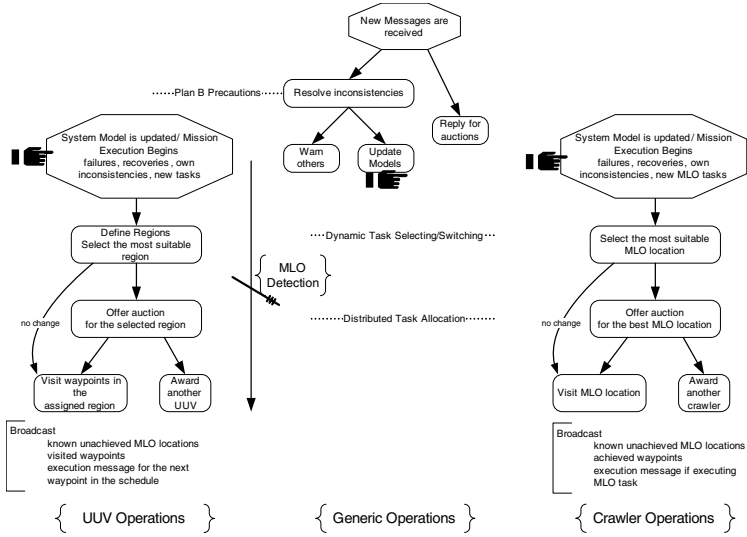 New Messages are
received
Plan B Precautions
Resolve inconsistencies
Warn
others
Update
Models
Reply for
auctions
System Model is updated/ Mission
Execution Begins
failures, recoveries, own
inconsistencies, new tasks
Define Regions
Select the most suitable
region
no change
Offer auction
for the selected region
Visit waypoints in
the
assigned region
Award
another
UUV
Broadcast
known unachieved MLO locations
visited waypoints
execution message for the next
waypoint in the schedule
UUV Operations
MLO
Detection
Dynamic Task Selecting/Switching
Distributed Task Allocation
Generic Operations
System Model is updated/ Mission
Execution Begins
failures, recoveries, own
inconsistencies, new MLO tasks
Select the most suitable
MLO location
no change
Offer auction
for the best MLO location
Visit MLO location
Award
another
crawler
Broadcast
known unachieved MLO locations
achieved waypoints
execution message if executing
MLO task
Crawler Operations